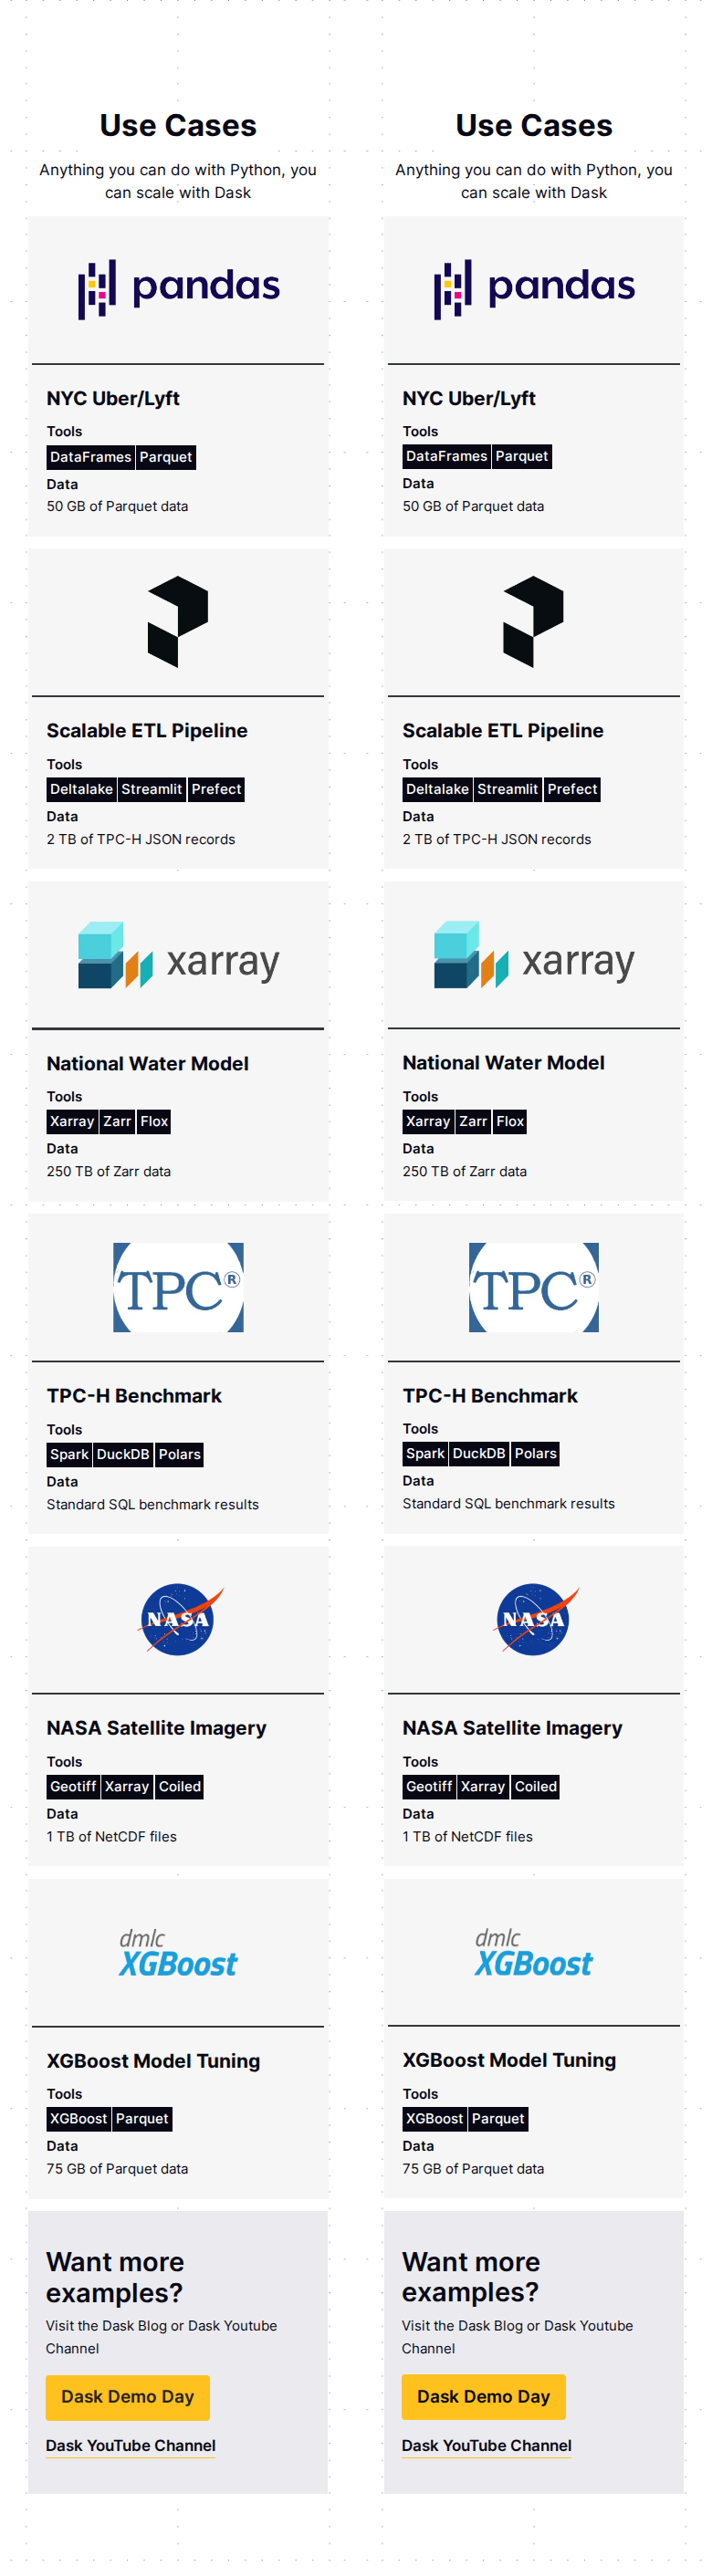 Use Cases
Anything you can do with Python, you
can scale with Dask
pandas
NYC Uber/Lyft
Tools
DataFrames Parquet
Data
50 GB of Parquet data
Scalable ETL Pipeline
Tools
Deltalake Streamlit Prefect
Data
2 TB of TPC-H JSON records
xarray
National Water Model
Tools
Xarray Zarr Flox
Data
250 TB of Zarr data
TPC®
TPC-H Benchmark
Tools
Spark DuckDB Polars
Data
Standard SQL benchmark results
NASA
NASA Satellite Imagery
Tools
Geotiff Xarray Coiled
Data
1 TB of NetCDF files
dmlc
XGBoost
XGBoost Model Tuning
Tools
XGBoost Parquet
Data
75 GB of Parquet data
Want more
examples?
Visit the Dask Blog or Dask Youtube
Channel
Dask Demo Day
Dask YouTube Channel
Use Cases
Anything you can do with Python, you
can scale with Dask
pandas
NYC Uber/Lyft
Tools
DataFrames Parquet
Data
50 GB of Parquet data
Scalable ETL Pipeline
Tools
Deltalake Streamlit Prefect
Data
2 TB of TPC-H JSON records
xarray
National Water Model
Tools
Xarray Zarr Flox
Data
250 TB of Zarr data
TPC®
TPC-H Benchmark
Tools
Spark DuckDB Polars
Data
Standard SQL benchmark results
NASA
NASA Satellite Imagery
Tools
Geotiff Xarray Coiled
Data
1 TB of NetCDF files
dmlc
XGBoost
XGBoost Model Tuning
Tools
XGBoost Parquet
Data
75 GB of Parquet data
Want more
examples?
Visit the Dask Blog or Dask Youtube
Channel
Dask Demo Day
Dask YouTube Channel